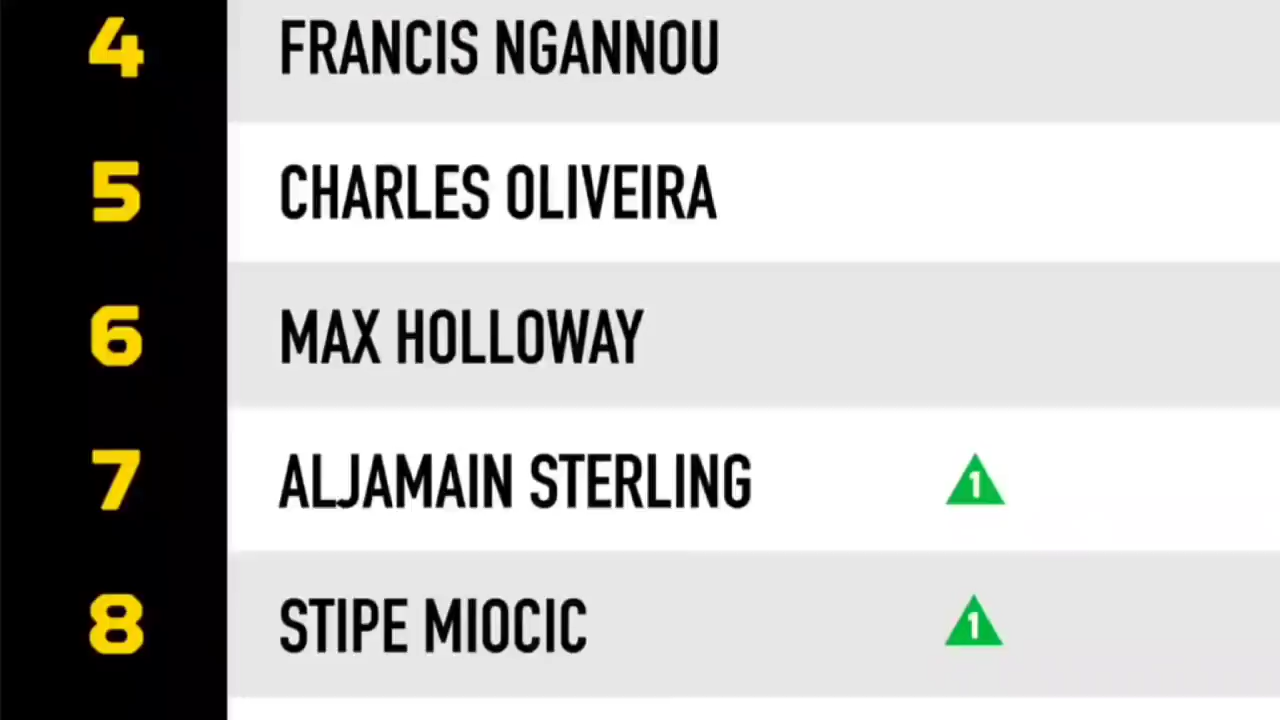 4 FRANCIS NGANNOU
5 CHARLES OLIVEIRA
6 MAX HOLLOWAY
7 ALJAMAIN STERLING 1
8 STIPE MIOCIC 1